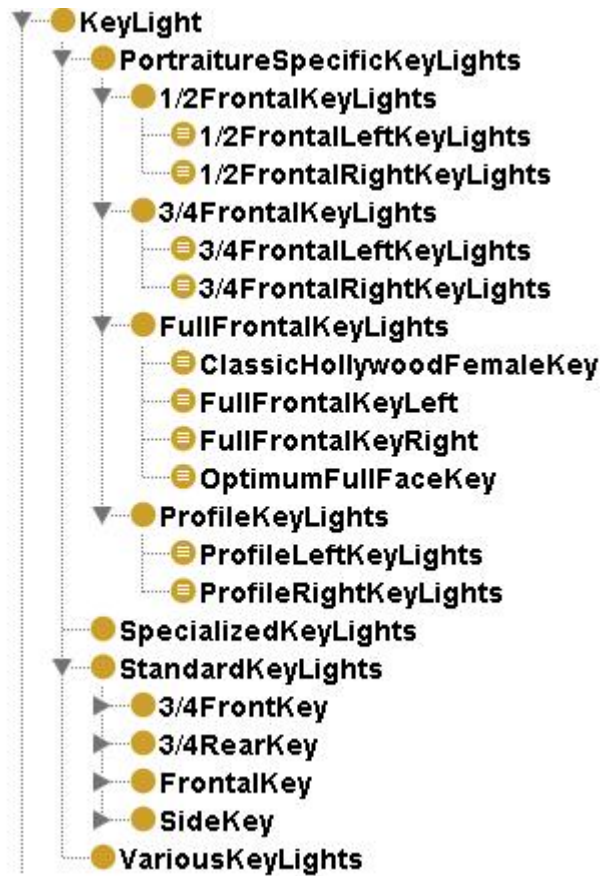 KeyLight
PortraitureSpecificKeyLights
1/2FrontalKeyLights
1/2FrontalLeftKeyLights
1/2FrontalRightKeyLights
3/4FrontalKeyLights
3/4FrontalLeftKeyLights
3/4FrontalRightKeyLights
FullFrontalKeyLights
ClassicHollywoodFemaleKey
FullFrontalKeyLeft
FullFrontalKeyRight
OptimumFullFaceKey
ProfileKeyLights
ProfileLeftKeyLights
ProfileRightKeyLights
SpecializedKeyLights
StandardKeyLights
3/4FrontKey
3/4RearKey
FrontalKey
SideKey
VariousKeyLights